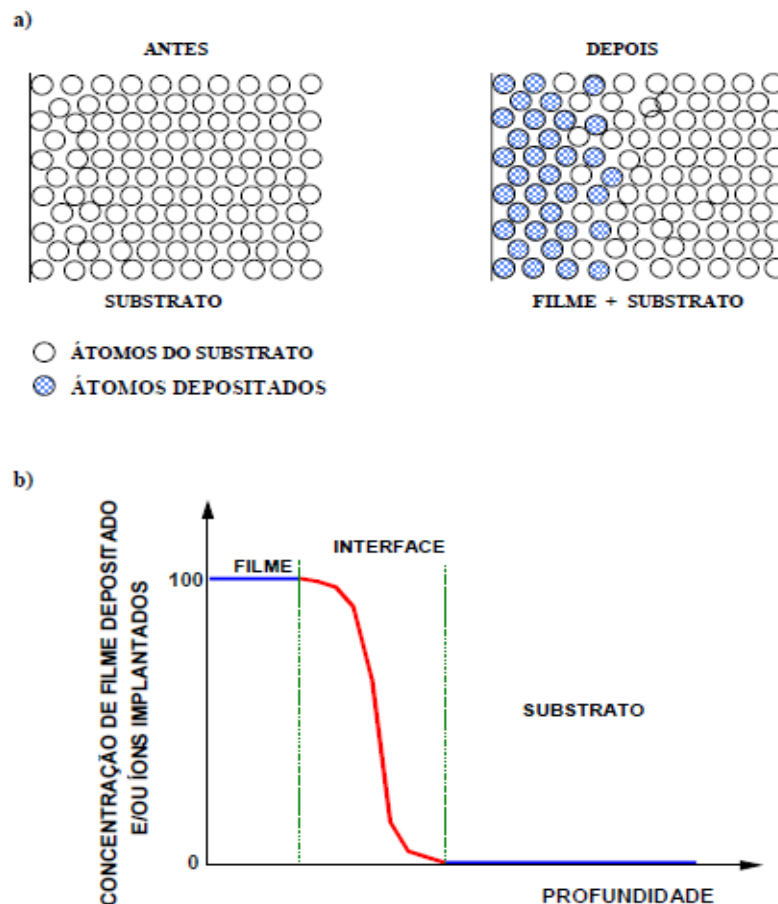 a)
ANTES
DEPOIS
SUBSTRATO
FILME + SUBSTRATO
ÁTOMOS DO SUBSTRATO
ÁTOMOS DEPOSITADOS
b)
CONCENTRAÇÃO DE FILME DEPOSITADO
E/OU ÍONS IMPLANTADOS
INTERFACE
FILME
100
SUBSTRATO
0
PROFUNDIDADE